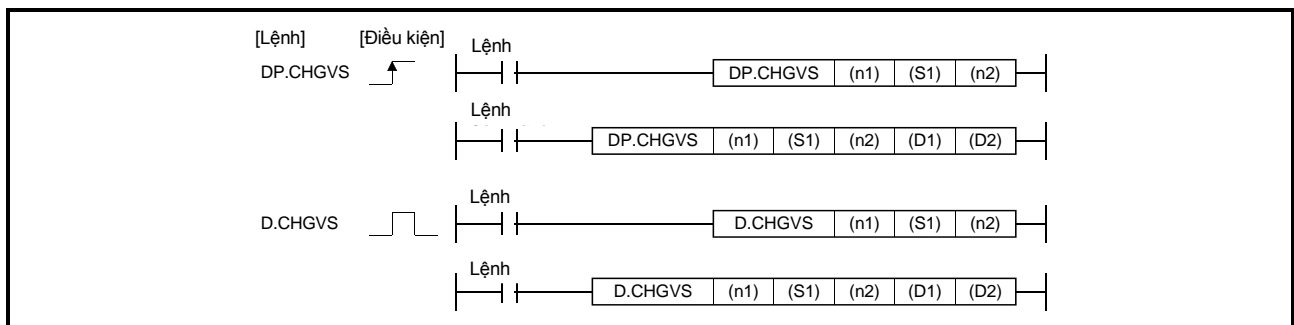 [Lệnh] [Điều kiện] Lệnh
DP.CHGVS DP.CHGVS (n1) (S1) (n2)
Lệnh
DP.CHGVS (n1) (S1) (n2) (D1) (D2)
Lệnh
D.CHGVS D.CHGVS (n1) (S1) (n2)
Lệnh
D.CHGVS (n1) (S1) (n2) (D1) (D2)